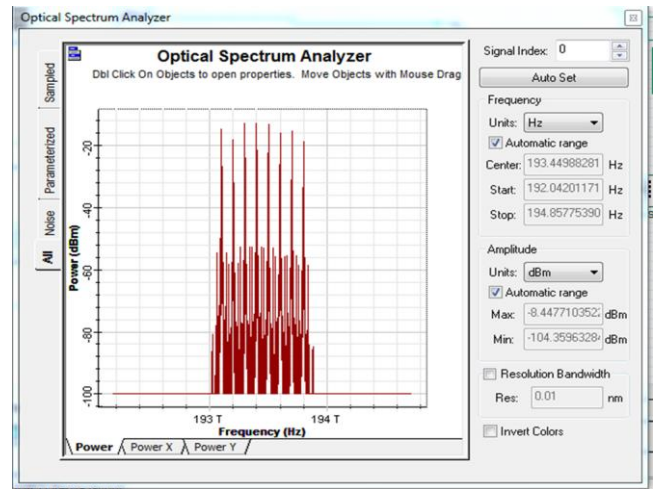 Optical Spectrum Analyzer
Optical Spectrum Analyzer
Dbl Click On Objects to open properties. Move Objects with Mouse Drag
Sampled
Parameterized
Noise
All
Power (dBm)
-20
-40
-60
-80
-100
193 T
194 T
Frequency (Hz)
Power
Power X
Power Y
Signal Index: 0
Auto Set
Frequency
Units: Hz
Automatic range
Center: 193.44988281 Hz
Start: 192.04201171 Hz
Stop: 194.85775390 Hz
Amplitude
Units: dBm
Automatic range
Max: -8.4477103522 dBm
Min: -104.35963284 dBm
Resolution Bandwidth
Res: 0.01 nm
Invert Colors